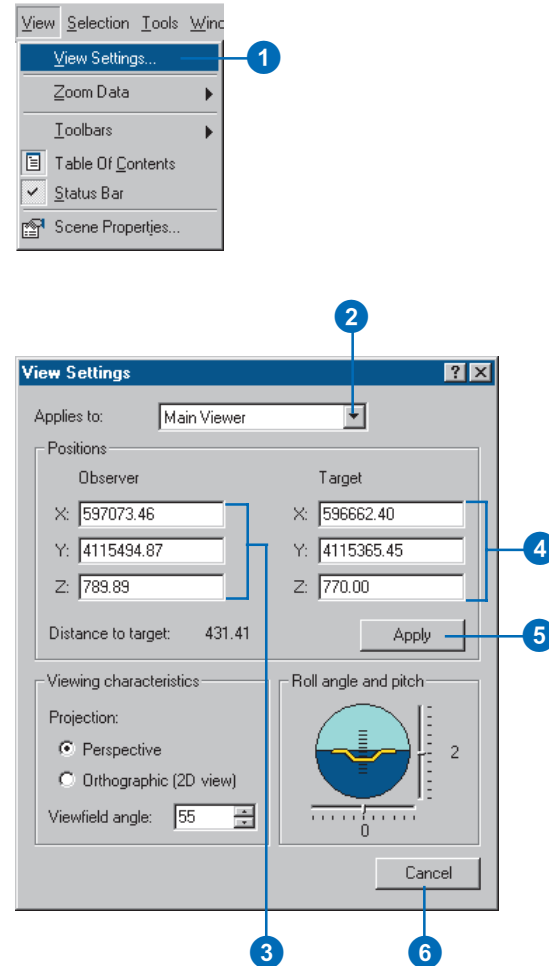 View Selection Tools Winc
View Settings... 1
Zoom Data
Toolbars
Table Of Contents
Status Bar
Scene Properties...
2
View Settings
Applies to: Main Viewer
Positions
Observer Target
X: 597073.46 X: 596662.40
Y: 4115494.87 Y: 4115365.45 4
Z: 789.89 Z: 770.00
Distance to target: 431.41 Apply 5
Viewing characteristics Roll angle and pitch
Projection:
Perspective 2
Orthographic (2D view)
Viewfield angle: 55
0
Cancel
3 6